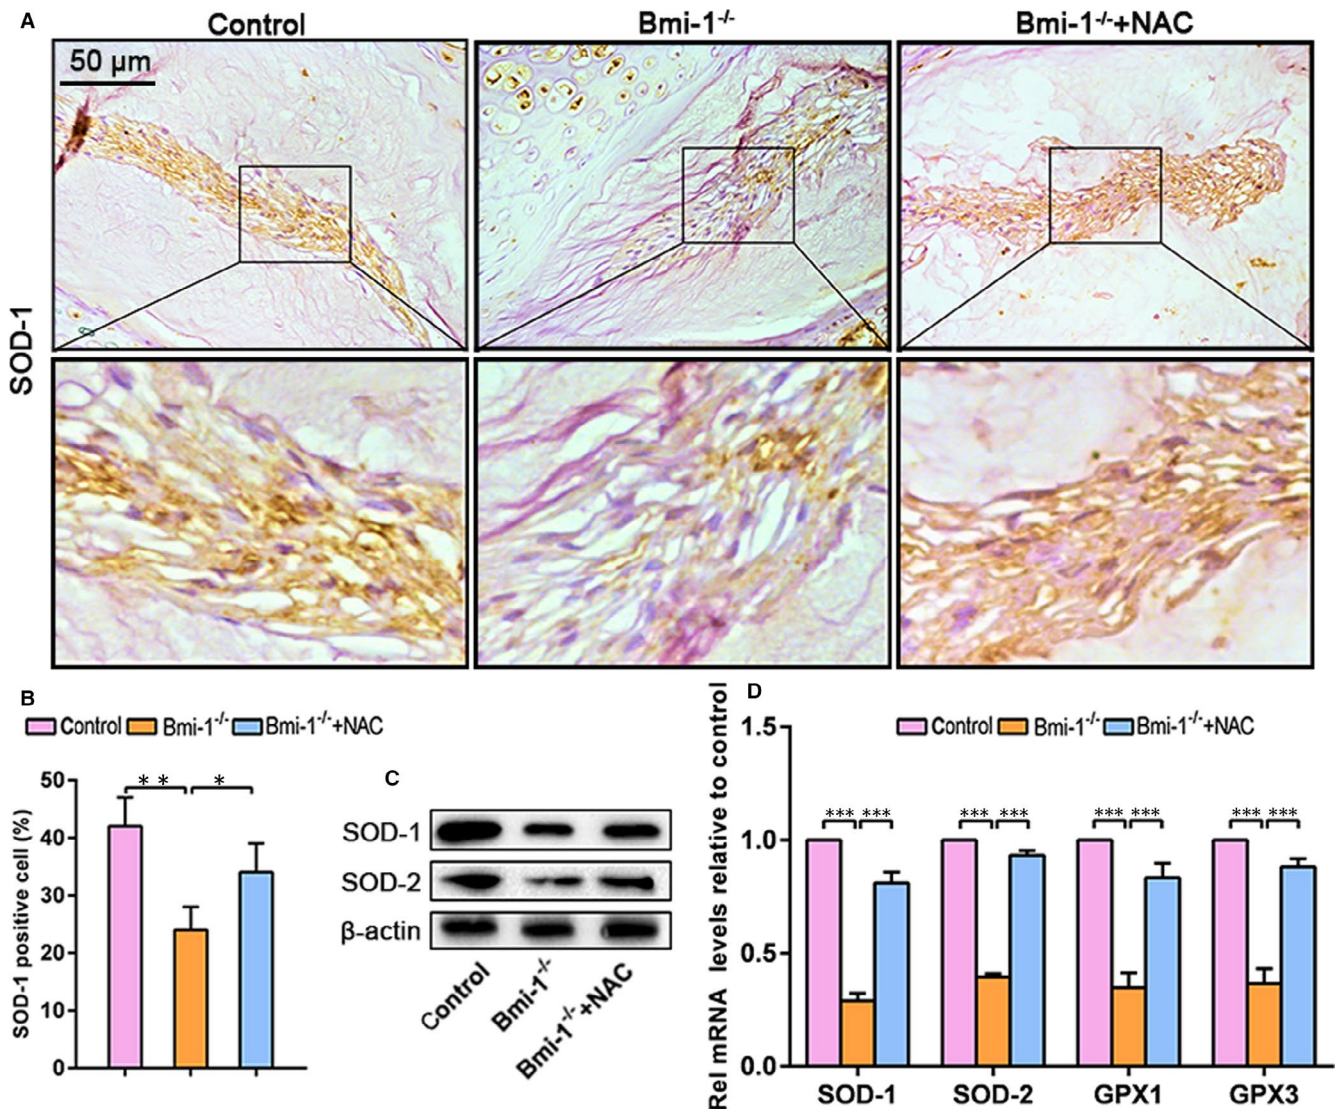 A
Control
Bmi-1⁻/⁻
Bmi-1⁻/⁻+NAC
50 µm
SOD-1
B
Control Bmi-1⁻/⁻ Bmi-1⁻/⁻+NAC
SOD-1 positive cell (%)
50
40
30
20
10
0
* *
*
C
SOD-1
SOD-2
β-actin
Control
Bmi-1⁻/⁻
Bmi-1⁻/⁻+NAC
D
Control Bmi-1⁻/⁻ Bmi-1⁻/⁻+NAC
Rel mRNA levels relative to control
1.5
1.0
0.5
0.0
*** *** *** *** *** *** *** ***
SOD-1 SOD-2 GPX1 GPX3